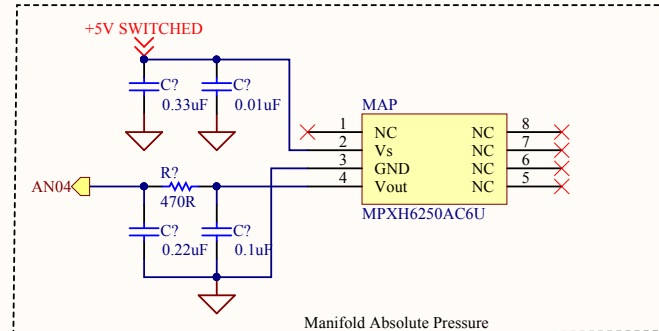 +5V SWITCHED
C?
0.33uF
C?
0.01uF
MAP
1 NC NC 8
2 Vs NC 7
3 GND NC 6
4 Vout NC 5
MPXH6250AC6U
AN04
R?
470R
C?
0.22uF
C?
0.1uF
Manifold Absolute Pressure